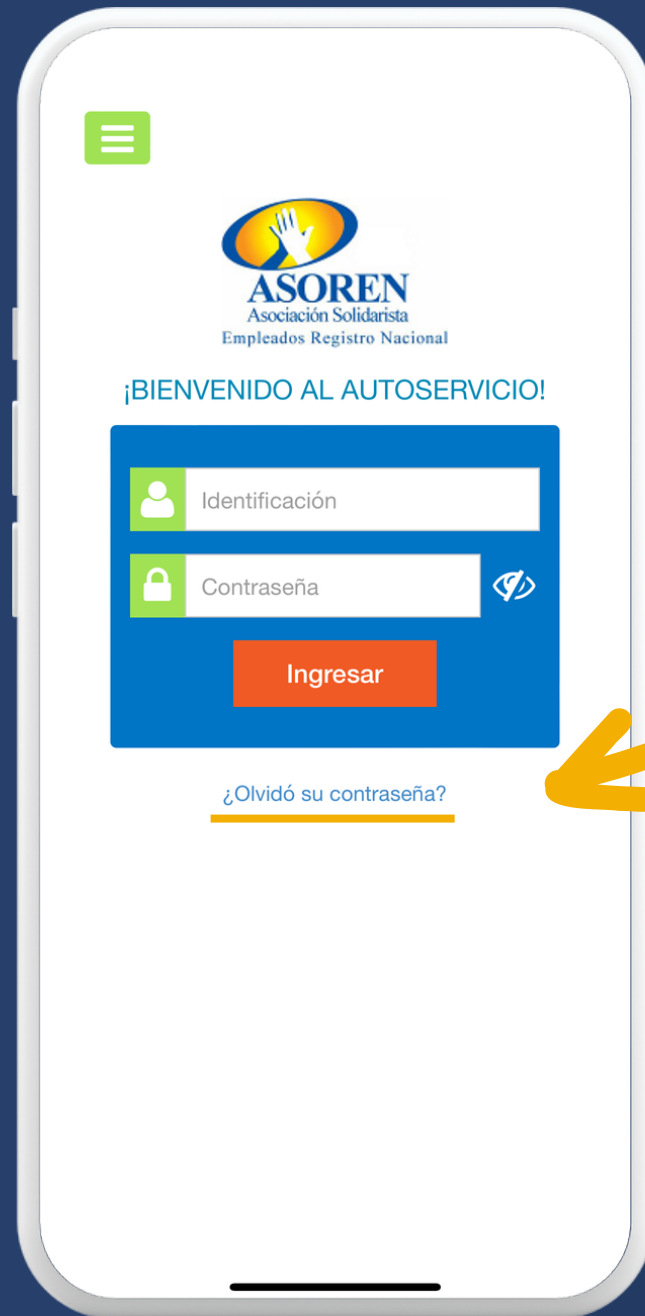 ASOREN
Asociación Solidarista
Empleados Registro Nacional
¡BIENVENIDO AL AUTOSERVICIO!
Identificación
Contraseña
Ingresar
¿Olvidó su contraseña?